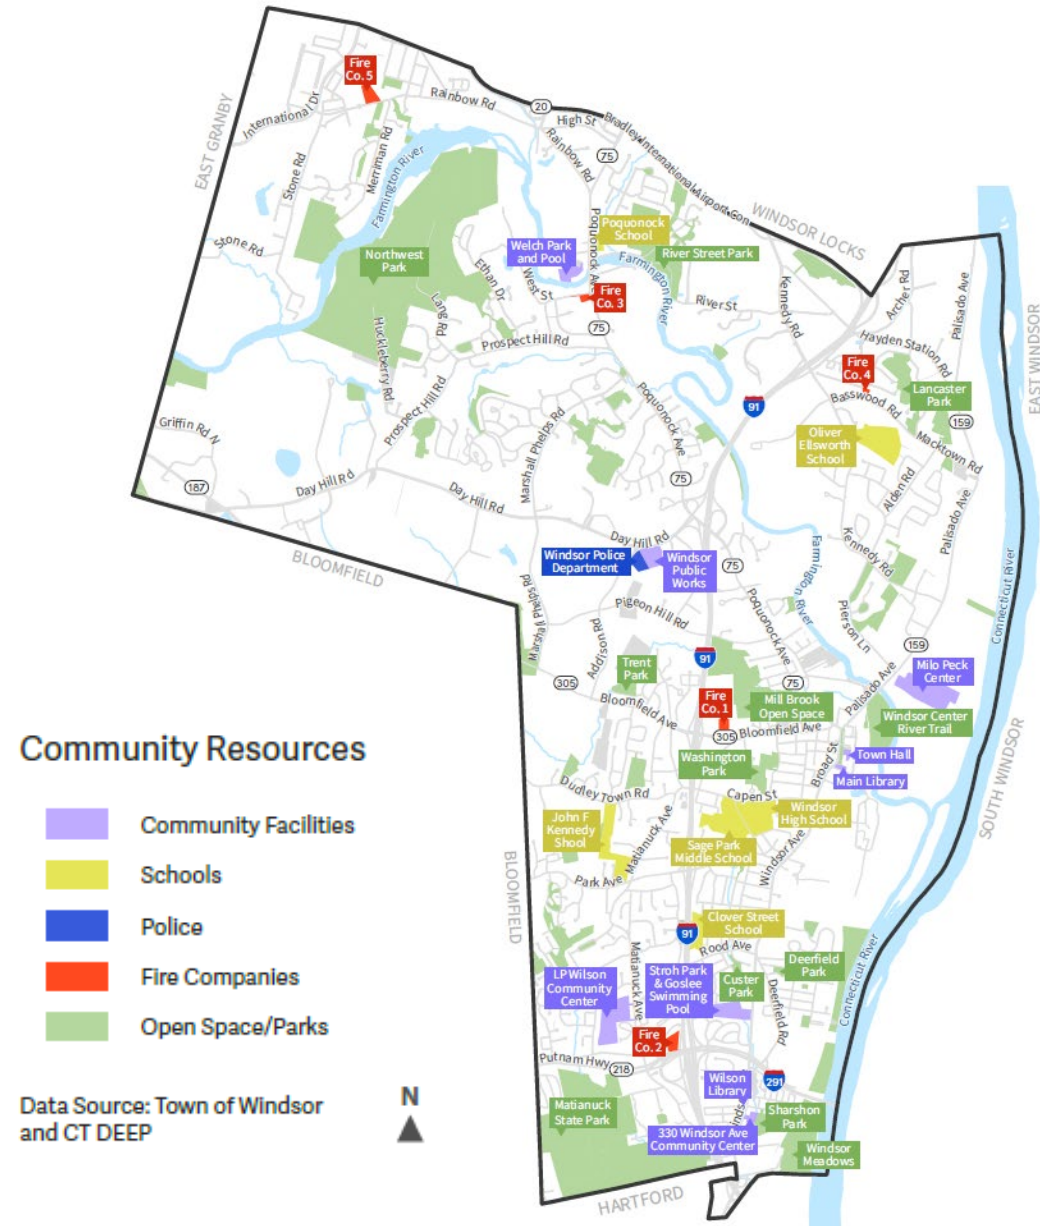 Fire
Co. 5
Rainbow Rd
20
High St
Bradley International Airport Con
EAST GRANBY
International Dr
Merriman Rd
Stone Rd
Farmington River
Rainbow Rd
75
WINDSOR LOCKS
Poquonock
School
Poquonock Ave
Stone Rd
Northwest
Park
Welch Park
and Pool
River Street Park
Farmington River
Ethan Dr
West St
Fire
Co. 3
River St
Kennedy Rd
Archer Rd
Palisado Ave
EAST WINDSOR
Lang Rd
75
Huckleberry Rd
Prospect Hill Rd
Hayden Station Rd
Fire
Co. 4
Lancaster
Park
Basswood Rd
91
Prospect Hill Rd
Poquonock Ave
Marshall Phelps Rd
159
Griffin Rd N
Oliver
Ellsworth
School
Macktown Rd
187
Day Hill Rd
Day Hill Rd
75
Alden Rd
Palisado Ave
Day Hill Rd
Windsor Police
Department
Windsor
Public
Works
75
Farmington River
Kennedy Rd
BLOOMFIELD
Connecticut River
Marshall Phelps Rd
Pigeon Hill Rd
Poquonock Ave
Pierson Ln
Addison Rd
159
91
Trent
Park
Milo Peck
Center
305
75
Palisado Ave
Fire
Co. 1
Mill Brook
Open Space
Bloomfield Ave
Windsor Center
River Trail
305
Bloomfield Ave
Broad St
Town Hall
Washington
Park
Main Library
SOUTH WINDSOR
Community Resources
Dudley Town Rd
Capen St
John F
Kennedy
Shool
Windsor
High School
Matianuck Ave
Sage Park
Middle School
Windsor Ave
Park Ave
Community Facilities
Schools
Police
Fire Companies
Open Space/Parks
BLOOMFIELD
Clover Street
School
91
Rood Ave
Matianuck Ave
LP Wilson
Community
Center
Stroh Park
& Goslee
Swimming
Pool
Custer
Park
Deerfield
Park
Deerfield Rd
Connecticut River
Fire
Co. 2
Putnam Hwy
218
291
Wilson
Library
Matianuck
State Park
Sharshon
Park
330 Windsor Ave
Community Center
Windsor
Meadows
HARTFORD
Data Source: Town of Windsor
and CT DEEP
N